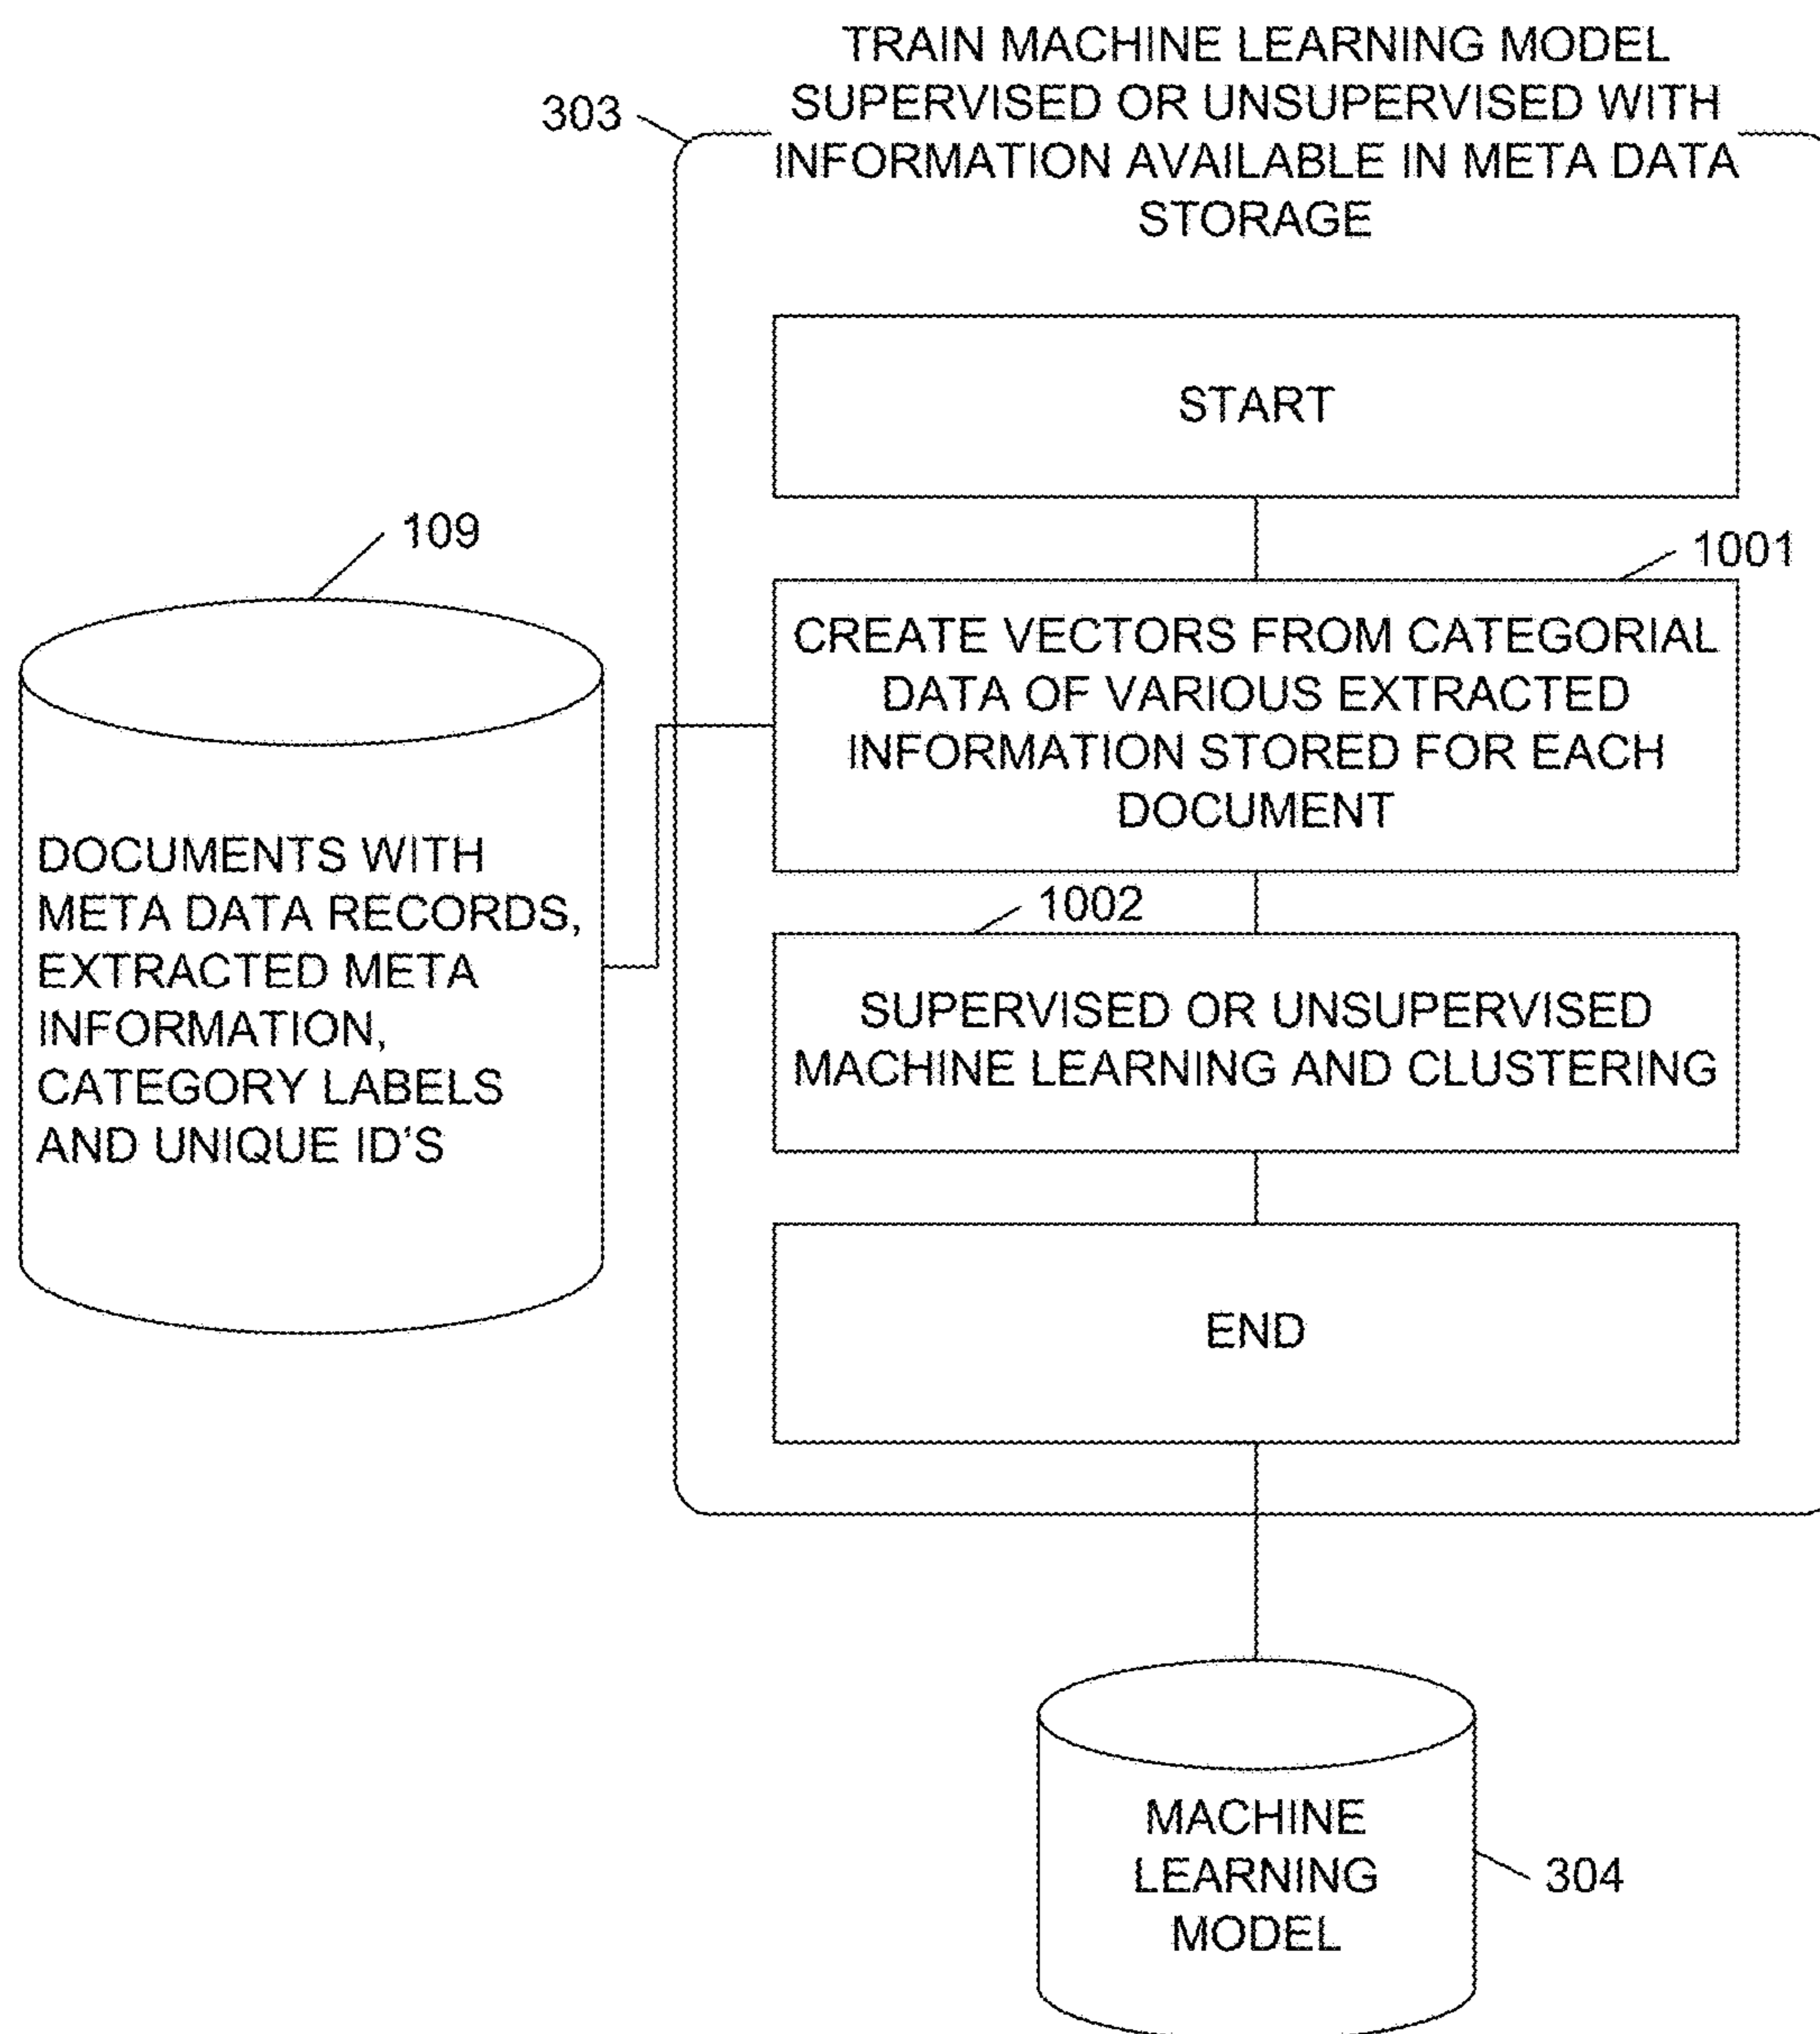 TRAIN MACHINE LEARNING MODEL
SUPERVISED OR UNSUPERVISED WITH
INFORMATION AVAILABLE IN META DATA
STORAGE
303
START
109
1001
CREATE VECTORS FROM CATEGORIAL
DATA OF VARIOUS EXTRACTED
INFORMATION STORED FOR EACH
DOCUMENT
DOCUMENTS WITH
META DATA RECORDS,
EXTRACTED META
INFORMATION,
CATEGORY LABELS
AND UNIQUE ID'S
1002
SUPERVISED OR UNSUPERVISED
MACHINE LEARNING AND CLUSTERING
END
MACHINE
LEARNING
MODEL
304